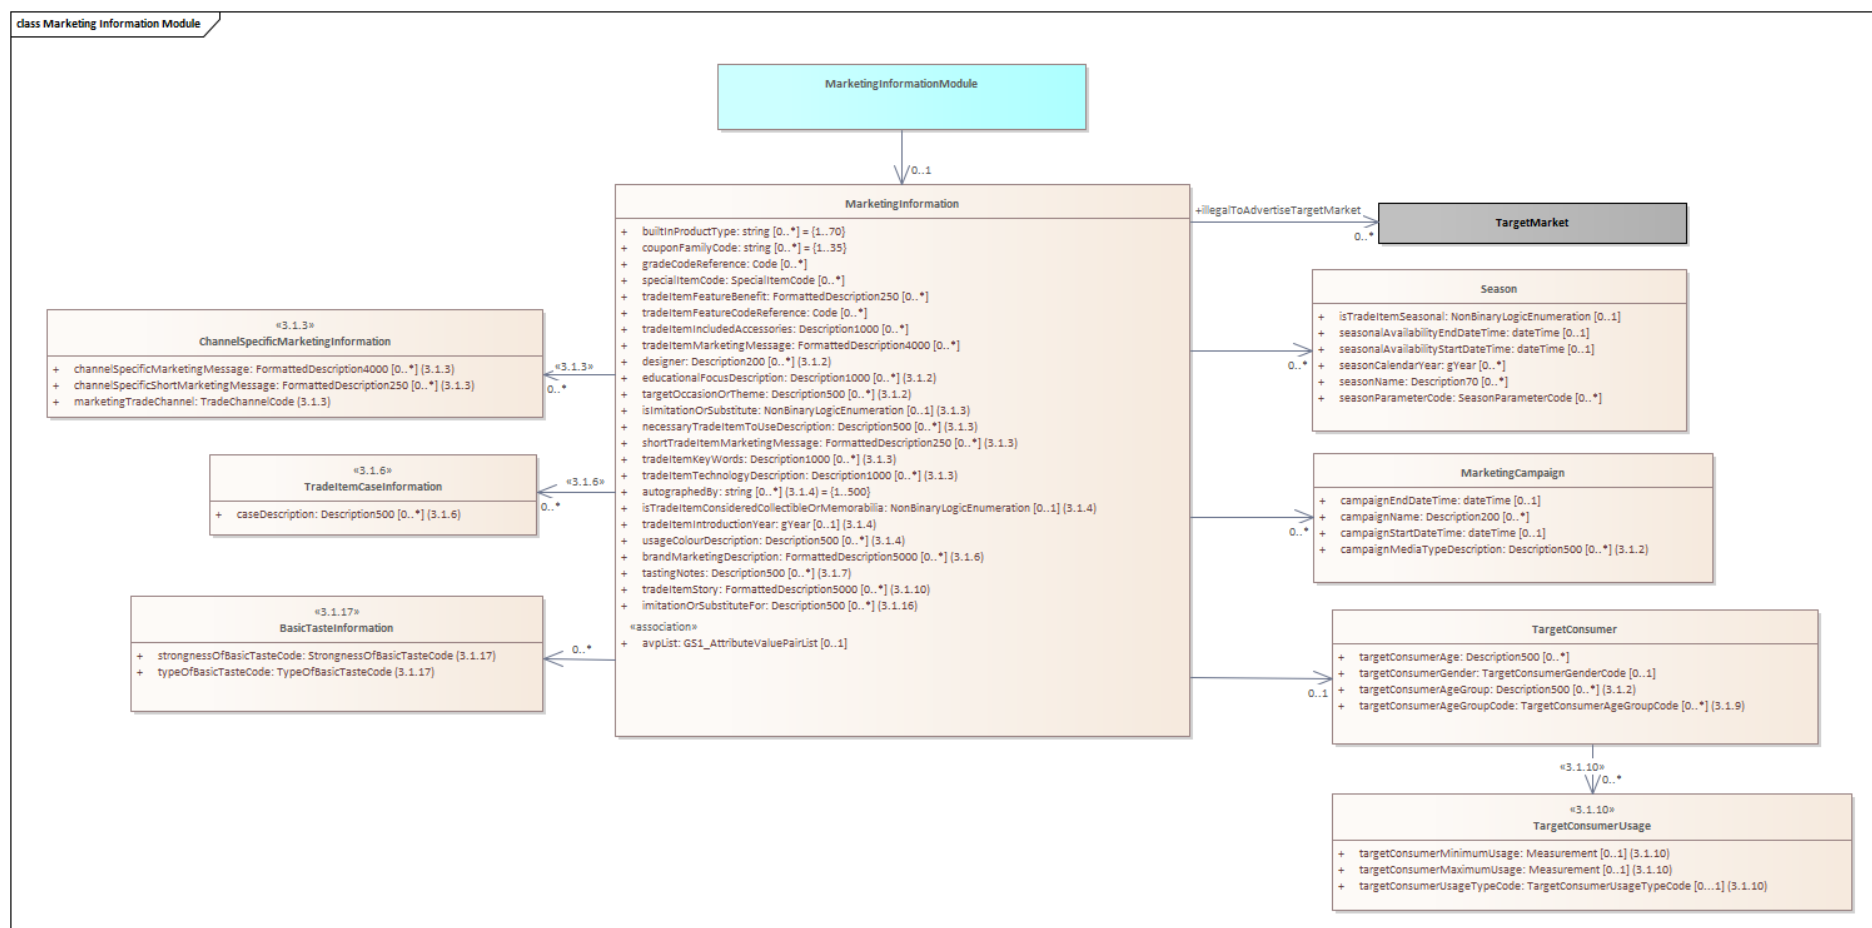 class Marketing Information Module
MarketingInformationModule
0..1
MarketingInformation
+ builtInProductType: string [0..*] = {1..70}
+ couponFamilyCode: string [0..*] = {1..35}
+ gradeCodeReference: Code [0..*]
+ specialItemCode: SpecialItemCode [0..*]
+ tradeItemFeatureBenefit: FormattedDescription250 [0..*]
+ tradeItemFeatureCodeReference: Code [0..*]
+ tradeItemIncludedAccessories: Description1000 [0..*]
+ tradeItemMarketingMessage: FormattedDescription4000 [0..*]
+ designer: Description200 [0..*] (3.1.2)
+ educationalFocusDescription: Description1000 [0..*] (3.1.2)
+ targetOccasionOrTheme: Description500 [0..*] (3.1.2)
+ isImitationOrSubstitute: NonBinaryLogicEnumeration [0..1] (3.1.3)
+ necessaryTradeItemToUseDescription: Description500 [0..*] (3.1.3)
+ shortTradeItemMarketingMessage: FormattedDescription250 [0..*] (3.1.3)
+ tradeItemKeyWords: Description1000 [0..*] (3.1.3)
+ tradeItemTechnologyDescription: Description1000 [0..*] (3.1.3)
+ autographedBy: string [0..*] (3.1.4) = {1..500}
+ isTradeItemConsideredCollectibleOrMemorabilia: NonBinaryLogicEnumeration [0..1] (3.1.4)
+ tradeItemIntroductionYear: gYear [0..1] (3.1.4)
+ usageColourDescription: Description500 [0..*] (3.1.4)
+ brandMarketingDescription: FormattedDescription5000 [0..*] (3.1.6)
+ tastingNotes: Description500 [0..*] (3.1.7)
+ tradeItemStory: FormattedDescription5000 [0..*] (3.1.10)
+ imitationOrSubstituteFor: Description500 [0..*] (3.1.16)
«association»
+ avpList: GS1_AttributeValuePairList [0..1]
«3.1.3»
ChannelSpecificMarketingInformation
+ channelSpecificMarketingMessage: FormattedDescription4000 [0..*] (3.1.3)
+ channelSpecificShortMarketingMessage: FormattedDescription250 [0..*] (3.1.3)
+ marketingTradeChannel: TradeChannelCode (3.1.3)
«3.1.3»
0..*
«3.1.6»
TradeItemCaseInformation
+ caseDescription: Description500 [0..*] (3.1.6)
«3.1.6»
0..*
«3.1.17»
BasicTasteInformation
+ strongnessOfBasicTasteCode: StrongnessOfBasicTasteCode (3.1.17)
+ typeOfBasicTasteCode: TypeOfBasicTasteCode (3.1.17)
0..*
+illegalToAdvertiseTargetMarket
0..*
TargetMarket
Season
+ isTradeItemSeasonal: NonBinaryLogicEnumeration [0..1]
+ seasonalAvailabilityEndDateTime: dateTime [0..1]
+ seasonalAvailabilityStartDateTime: dateTime [0..1]
+ seasonCalendarYear: gYear [0..*]
+ seasonName: Description70 [0..*]
+ seasonParameterCode: SeasonParameterCode [0..*]
0..*
MarketingCampaign
+ campaignEndDateTime: dateTime [0..1]
+ campaignName: Description200 [0..*]
+ campaignStartDateTime: dateTime [0..1]
+ campaignMediaTypeDescription: Description500 [0..*] (3.1.2)
0..*
TargetConsumer
+ targetConsumerAge: Description500 [0..*]
+ targetConsumerGender: TargetConsumerGenderCode [0..1]
+ targetConsumerAgeGroup: Description500 [0..*] (3.1.2)
+ targetConsumerAgeGroupCode: TargetConsumerAgeGroupCode [0..*] (3.1.9)
0..1
«3.1.10»
0..*
«3.1.10»
TargetConsumerUsage
+ targetConsumerMinimumUsage: Measurement [0..1] (3.1.10)
+ targetConsumerMaximumUsage: Measurement [0..1] (3.1.10)
+ targetConsumerUsageTypeCode: TargetConsumerUsageTypeCode [0...1] (3.1.10)